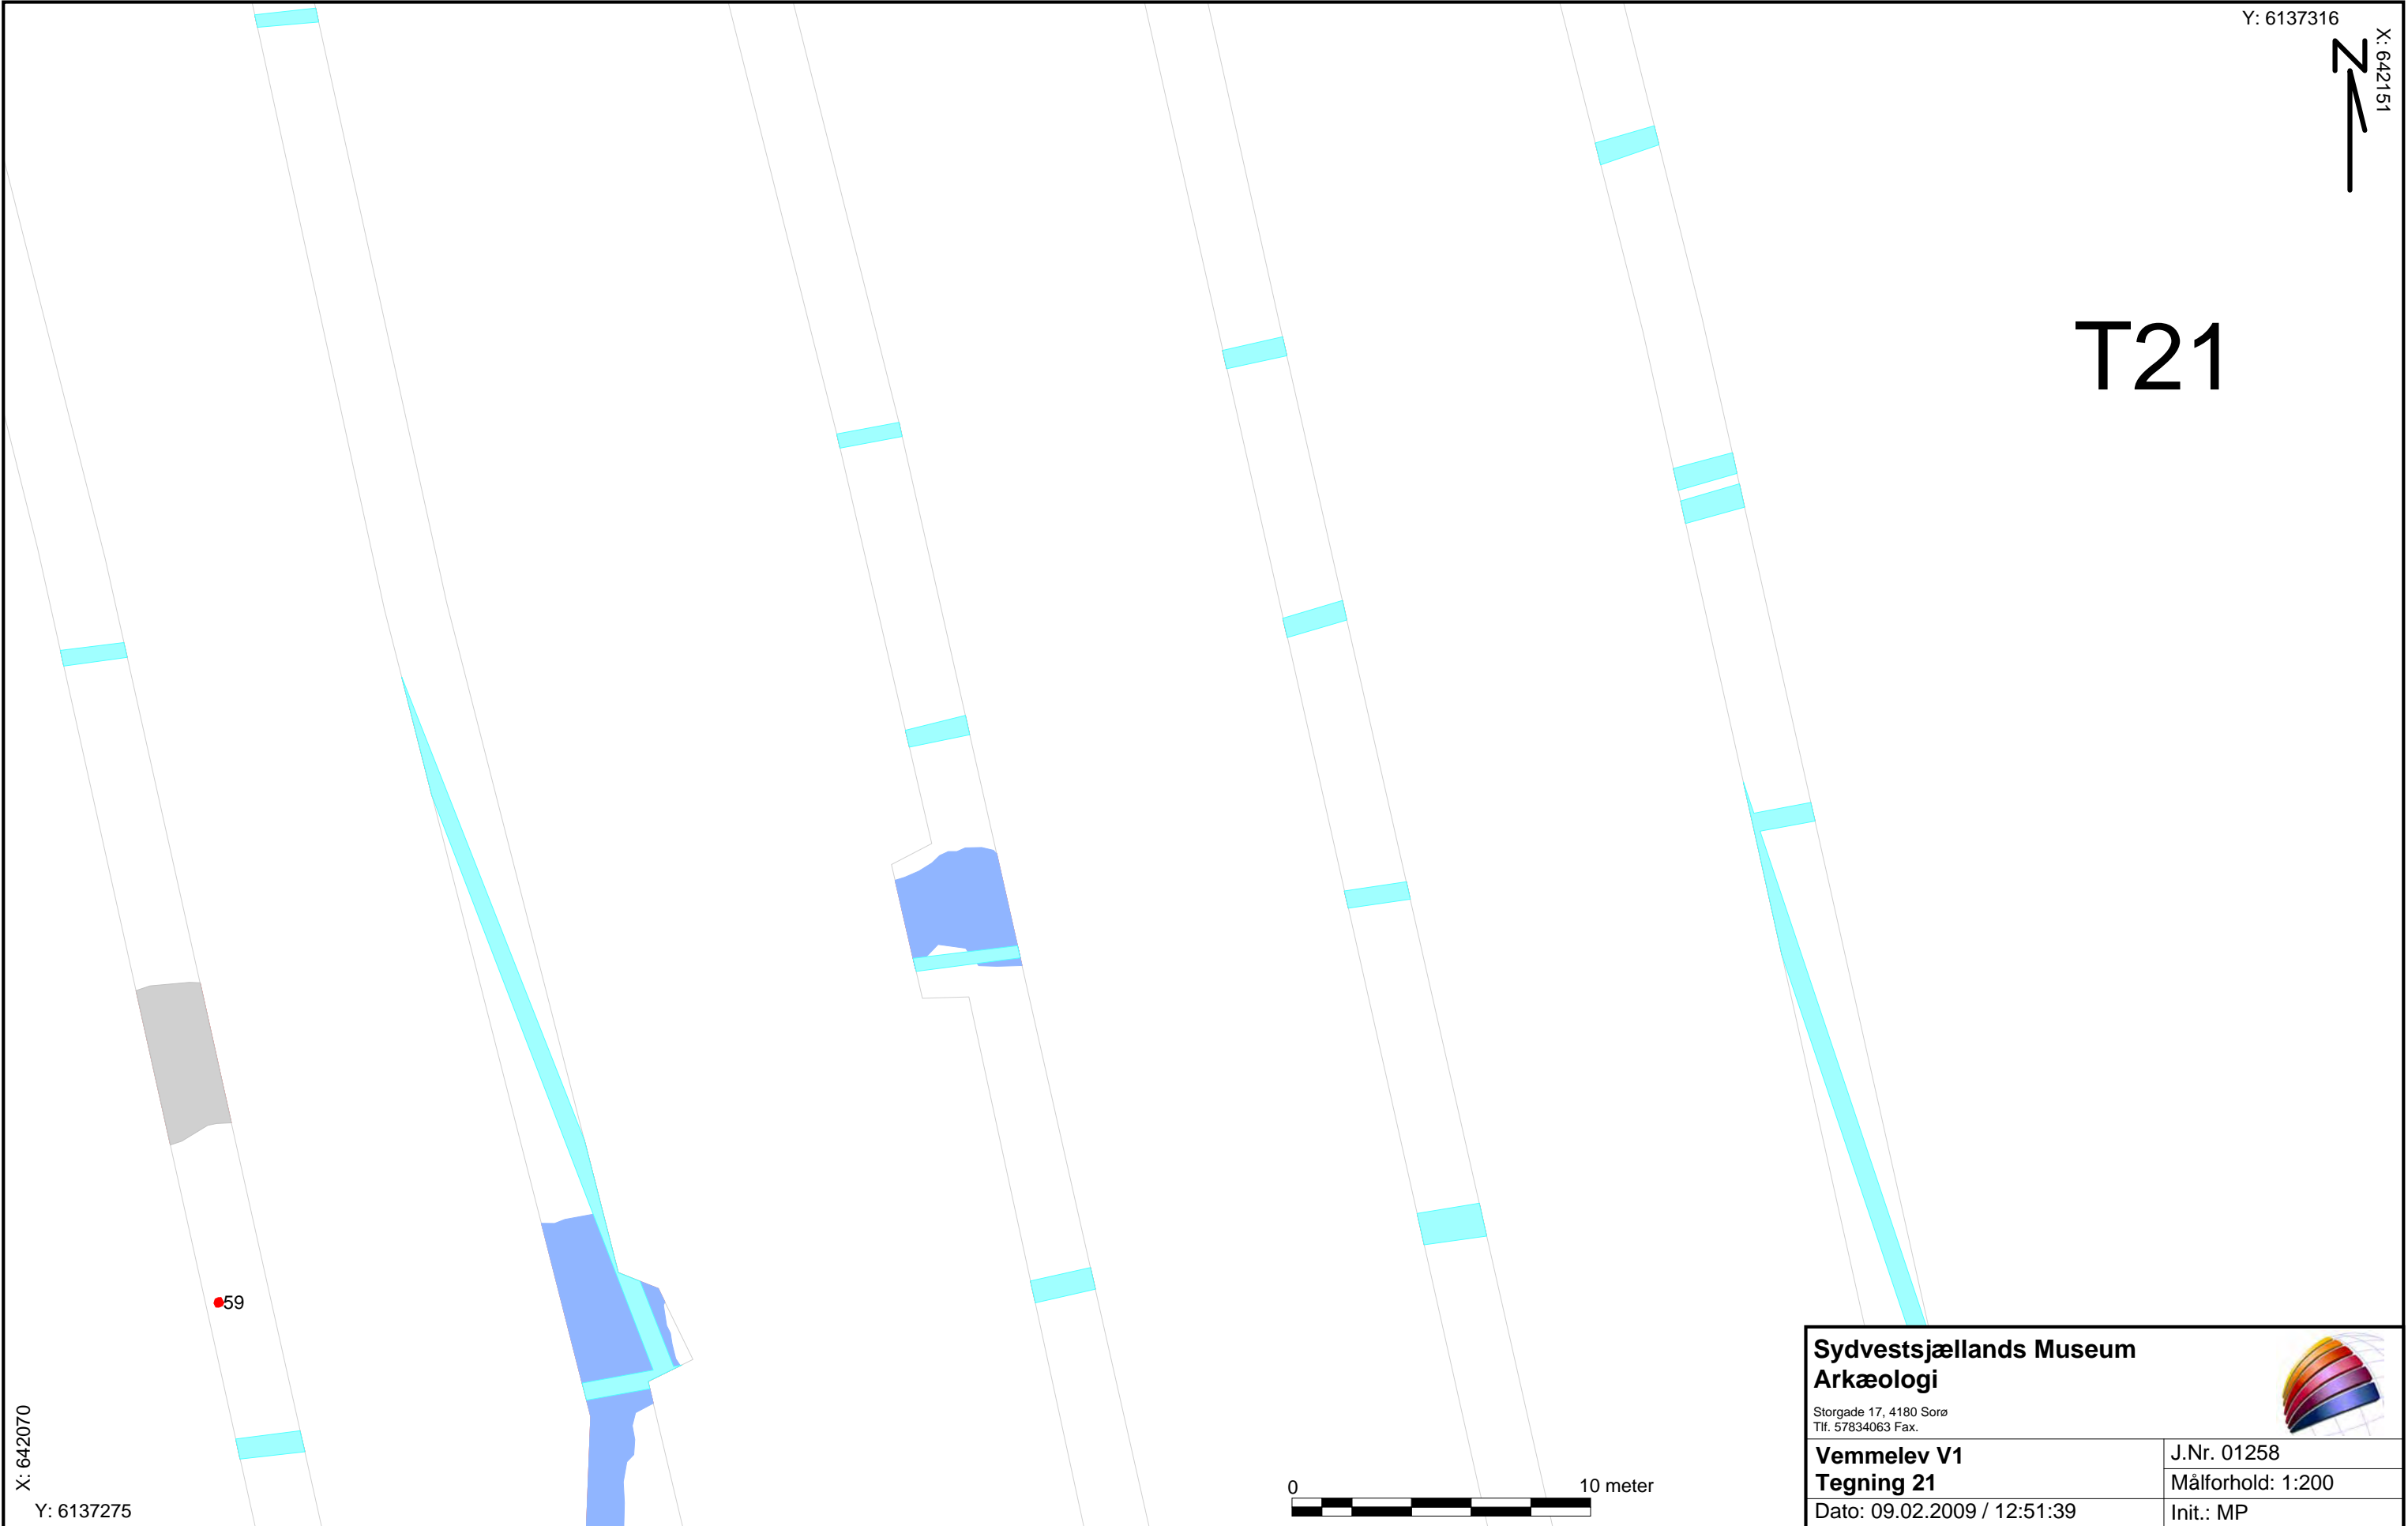 Y: 6137316
X: 642151
N
T21
59
X: 642070
Y: 6137275
0 10 meter
Sydvestsjællands Museum
Arkæologi
Storgade 17, 4180 Sorø
Tlf. 57834063 Fax.
Vemmelev V1
Tegning 21
J.Nr. 01258
Målforhold: 1:200
Dato: 09.02.2009 / 12:51:39
Init.: MP